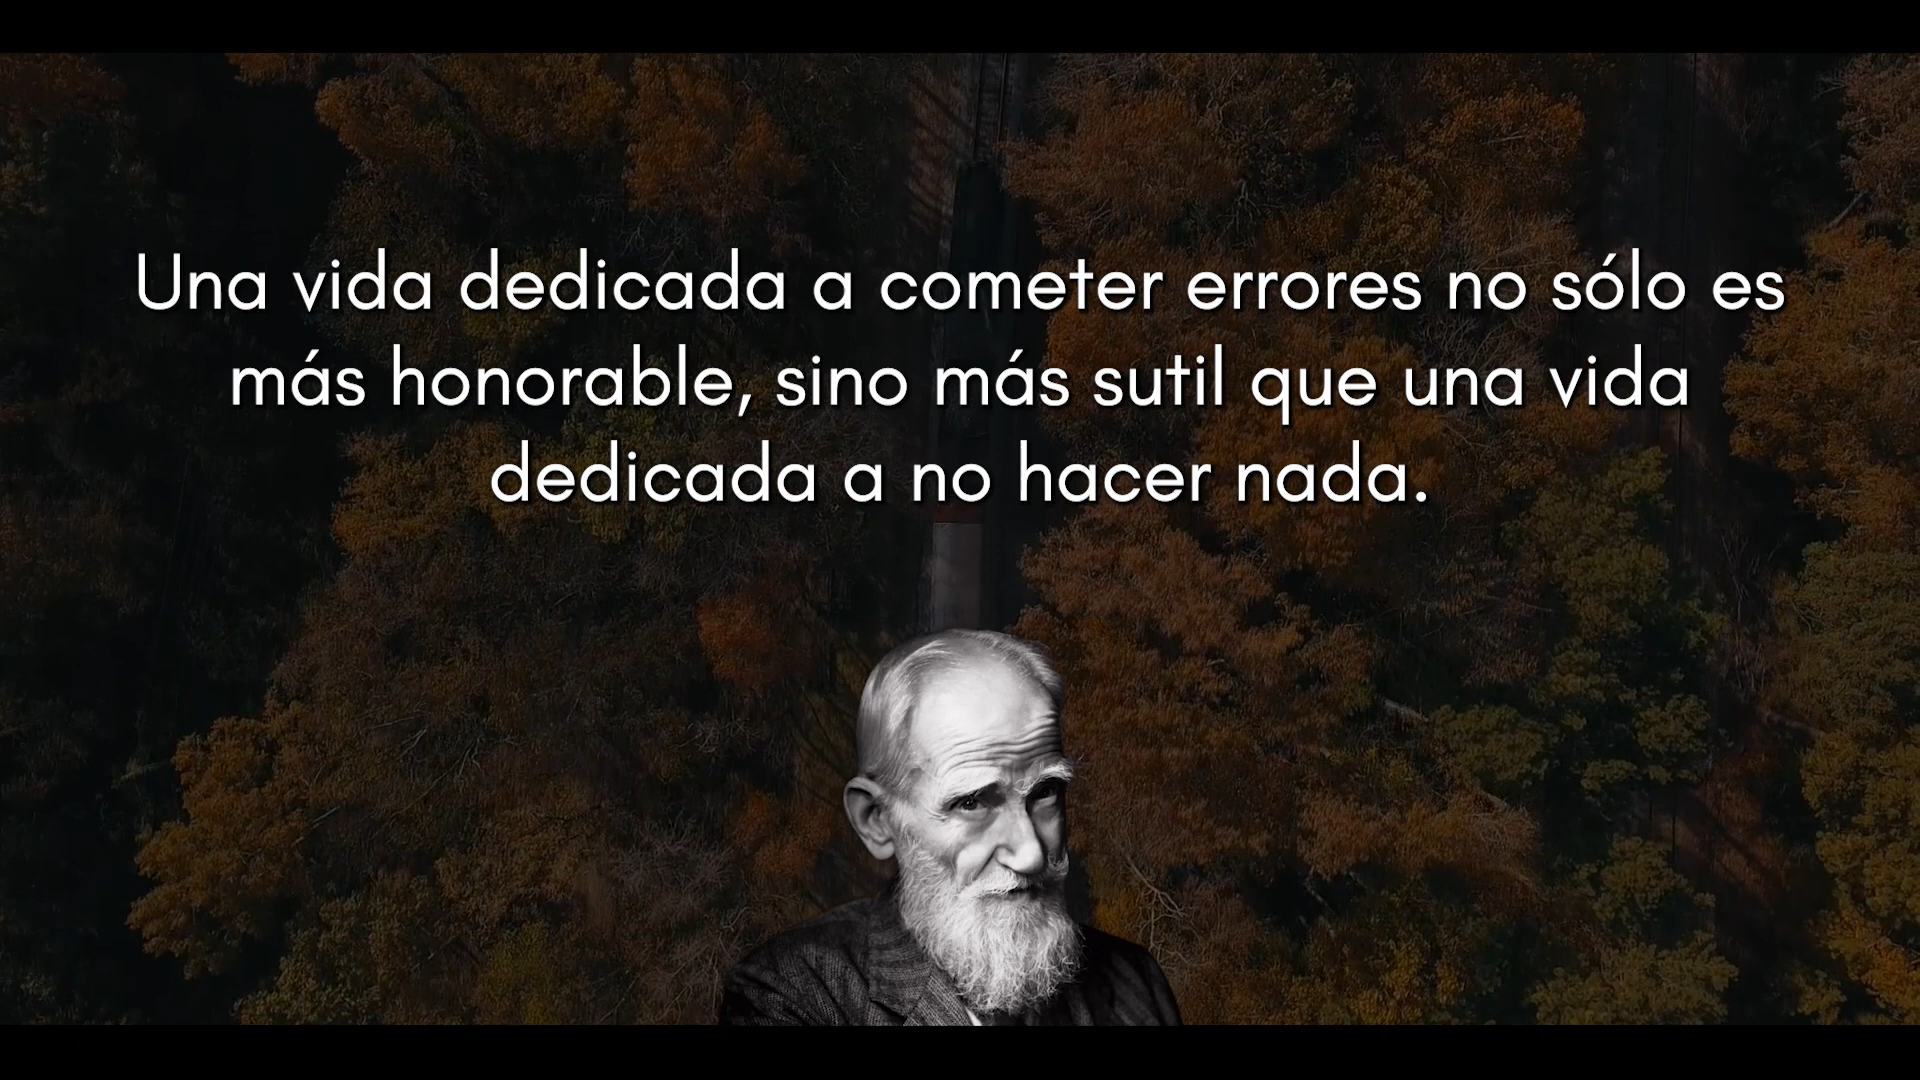 Una vida dedicada a cometer errores no sólo es
más honorable, sino más sutil que una vida
dedicada a no hacer nada.